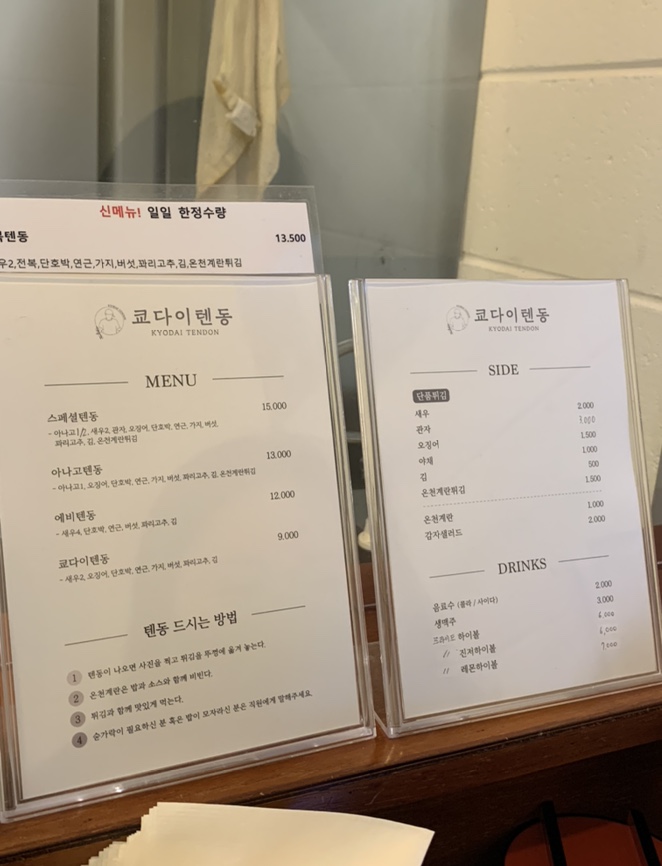 신메뉴! 일일 한정수량
텐동 13.500
우2,전복,단호박,연근,가지,버섯,꽈리고추,김,온천계란튀김
쿄다이텐동
KYODAI TENDON
MENU
스페셜텐동 15,000
- 아나고1/2, 새우2, 관자, 오징어, 단호박, 연근, 가지, 버섯,
꽈리고추, 김, 온천계란튀김
아나고텐동 13,000
- 아나고1, 오징어, 단호박, 연근, 가지, 버섯, 꽈리고추, 김, 온천계란튀김
에비텐동 12,000
- 새우4, 단호박, 연근, 버섯, 꽈리고추, 김
쿄다이텐동 9,000
- 새우2, 오징어, 단호박, 연근, 가지, 버섯, 꽈리고추, 김
텐동 드시는 방법
1 텐동이 나오면 사진을 찍고 튀김을 뚜껑에 옮겨 놓는다.
2 온천계란은 밥과 소스와 함께 비빈다.
3 튀김과 함께 맛있게 먹는다.
4 숟가락이 필요하신 분 혹은 밥이 모자라신 분은 직원에게 말해주세요.
쿄다이텐동
KYODAI TENDON
SIDE
단품튀김
새우 2,000
관자 3,000
오징어 1,500
야채 1,000
김 500
온천계란튀김 1,500
온천계란 1,000
감자샐러드 2,000
DRINKS
음료수 (콜라 / 사이다) 2,000
생맥주 3,000
하이볼 6,000
〃 진저하이볼 6,000
〃 레몬하이볼 7,000